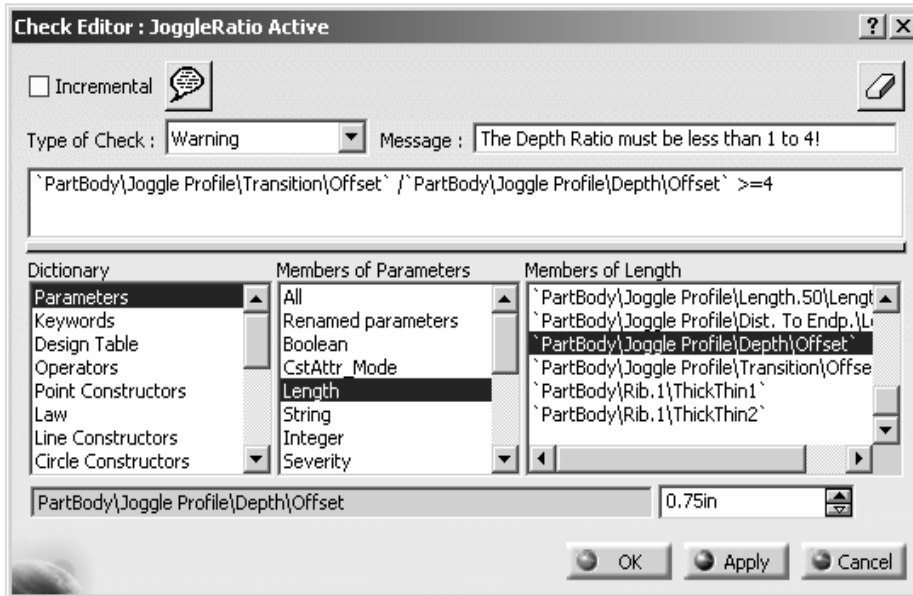 Check Editor : JoggleRatio Active
Incremental
Type of Check : Warning Message : The Depth Ratio must be less than 1 to 4!
`PartBody\Joggle Profile\Transition\Offset` /`PartBody\Joggle Profile\Depth\Offset` >=4
Dictionary
Parameters
Keywords
Design Table
Operators
Point Constructors
Law
Line Constructors
Circle Constructors
Members of Parameters
All
Renamed parameters
Boolean
CstAttr_Mode
Length
String
Integer
Severity
Members of Length
`PartBody\Joggle Profile\Length.50\Lengt
`PartBody\Joggle Profile\Dist. To Endp.\L
`PartBody\Joggle Profile\Depth\Offset`
`PartBody\Joggle Profile\Transition\Offse
`PartBody\Rib.1\ThickThin1`
`PartBody\Rib.1\ThickThin2`
PartBody\Joggle Profile\Depth\Offset 0.75in
OK Apply Cancel